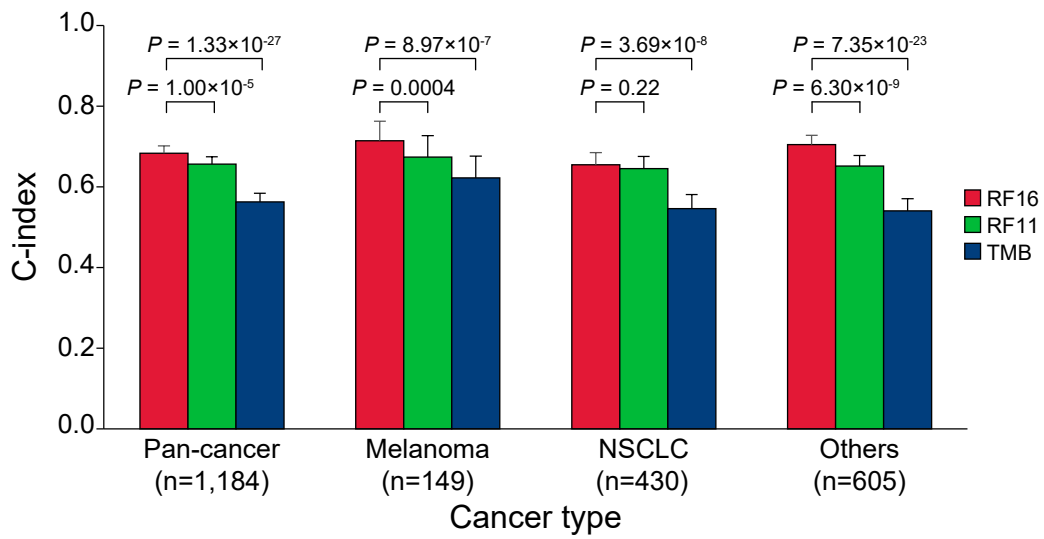 1.0
0.8
0.6
0.4
0.2
0.0
C-index
P = 1.33×10-27
P = 1.00×10-5
P = 8.97×10-7
P = 0.0004
P = 3.69×10-8
P = 0.22
P = 7.35×10-23
P = 6.30×10-9
RF16
RF11
TMB
Pan-cancer
(n=1,184)
Melanoma
(n=149)
NSCLC
(n=430)
Others
(n=605)
Cancer type